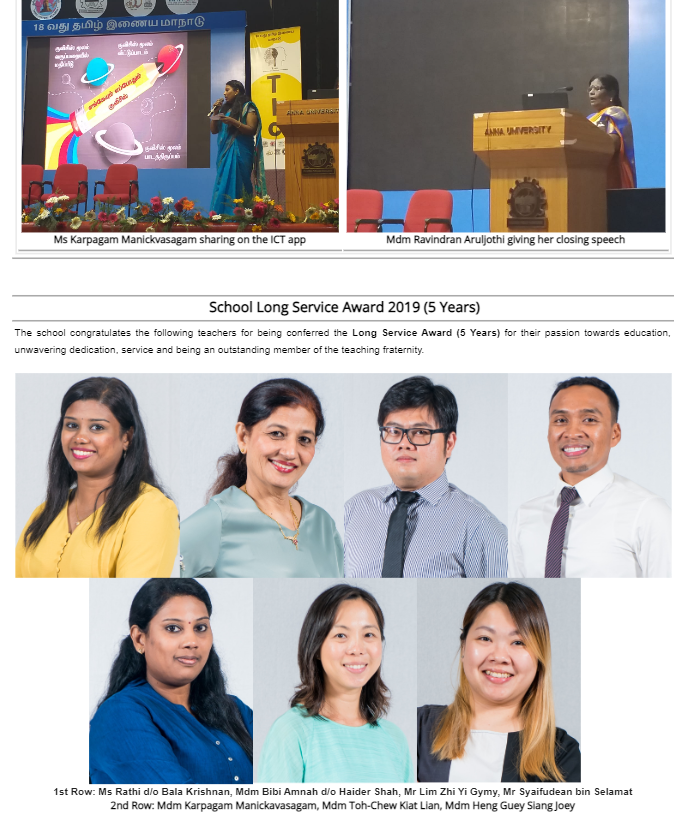 18 வது தமிழ் இணைய மாநாடு
ANNA UNIVERSITY
ANNA UNIVERSITY
Ms Karpagam Manickvasagam sharing on the ICT app
Mdm Ravindran Aruljothi giving her closing speech
School Long Service Award 2019 (5 Years)
The school congratulates the following teachers for being conferred the Long Service Award (5 Years) for their passion towards education,
unwavering dedication, service and being an outstanding member of the teaching fraternity.
1st Row: Ms Rathi d/o Bala Krishnan, Mdm Bibi Amnah d/o Haider Shah, Mr Lim Zhi Yi Gymy, Mr Syaifudean bin Selamat
2nd Row: Mdm Karpagam Manickavasagam, Mdm Toh-Chew Kiat Lian, Mdm Heng Guey Siang Joey